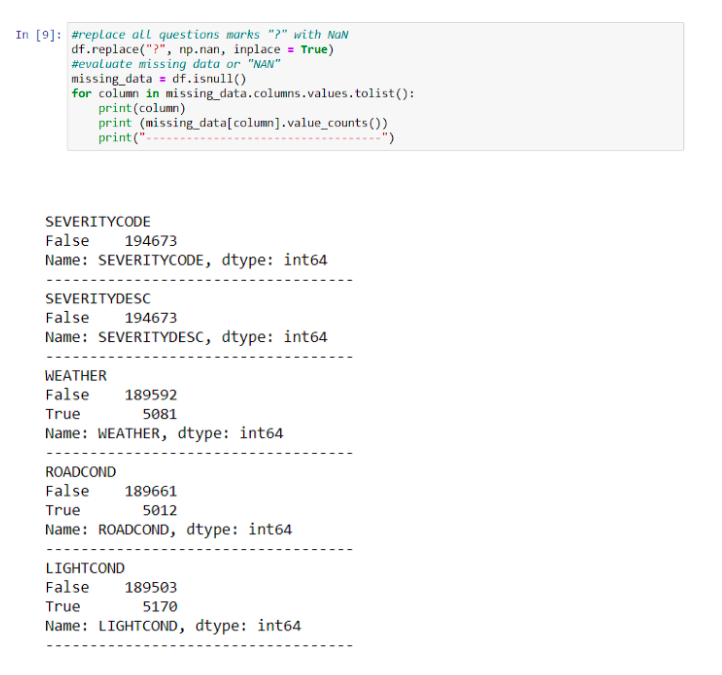 In [9]: #replace all questions marks "?" with NaN
df.replace("?", np.nan, inplace = True)
#evaluate missing data or "NAN"
missing_data = df.isnull()
for column in missing_data.columns.values.tolist():
    print(column)
    print (missing_data[column].value_counts())
    print("-----------------------------------")
SEVERITYCODE
False    194673
Name: SEVERITYCODE, dtype: int64
-----------------------------------
SEVERITYDESC
False    194673
Name: SEVERITYDESC, dtype: int64
-----------------------------------
WEATHER
False    189592
True       5081
Name: WEATHER, dtype: int64
-----------------------------------
ROADCOND
False    189661
True       5012
Name: ROADCOND, dtype: int64
-----------------------------------
LIGHTCOND
False    189503
True       5170
Name: LIGHTCOND, dtype: int64
-----------------------------------